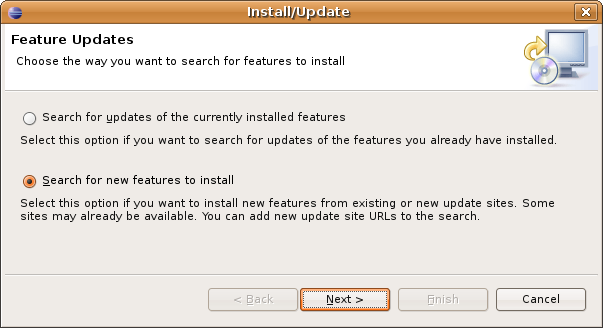 Install/Update
Feature Updates
Choose the way you want to search for features to install
Search for updates of the currently installed features
Select this option if you want to search for updates of the features you already have installed.
Search for new features to install
Select this option if you want to install new features from existing or new update sites. Some
sites may already be available. You can add new update site URLs to the search.
< Back
Next >
Finish
Cancel